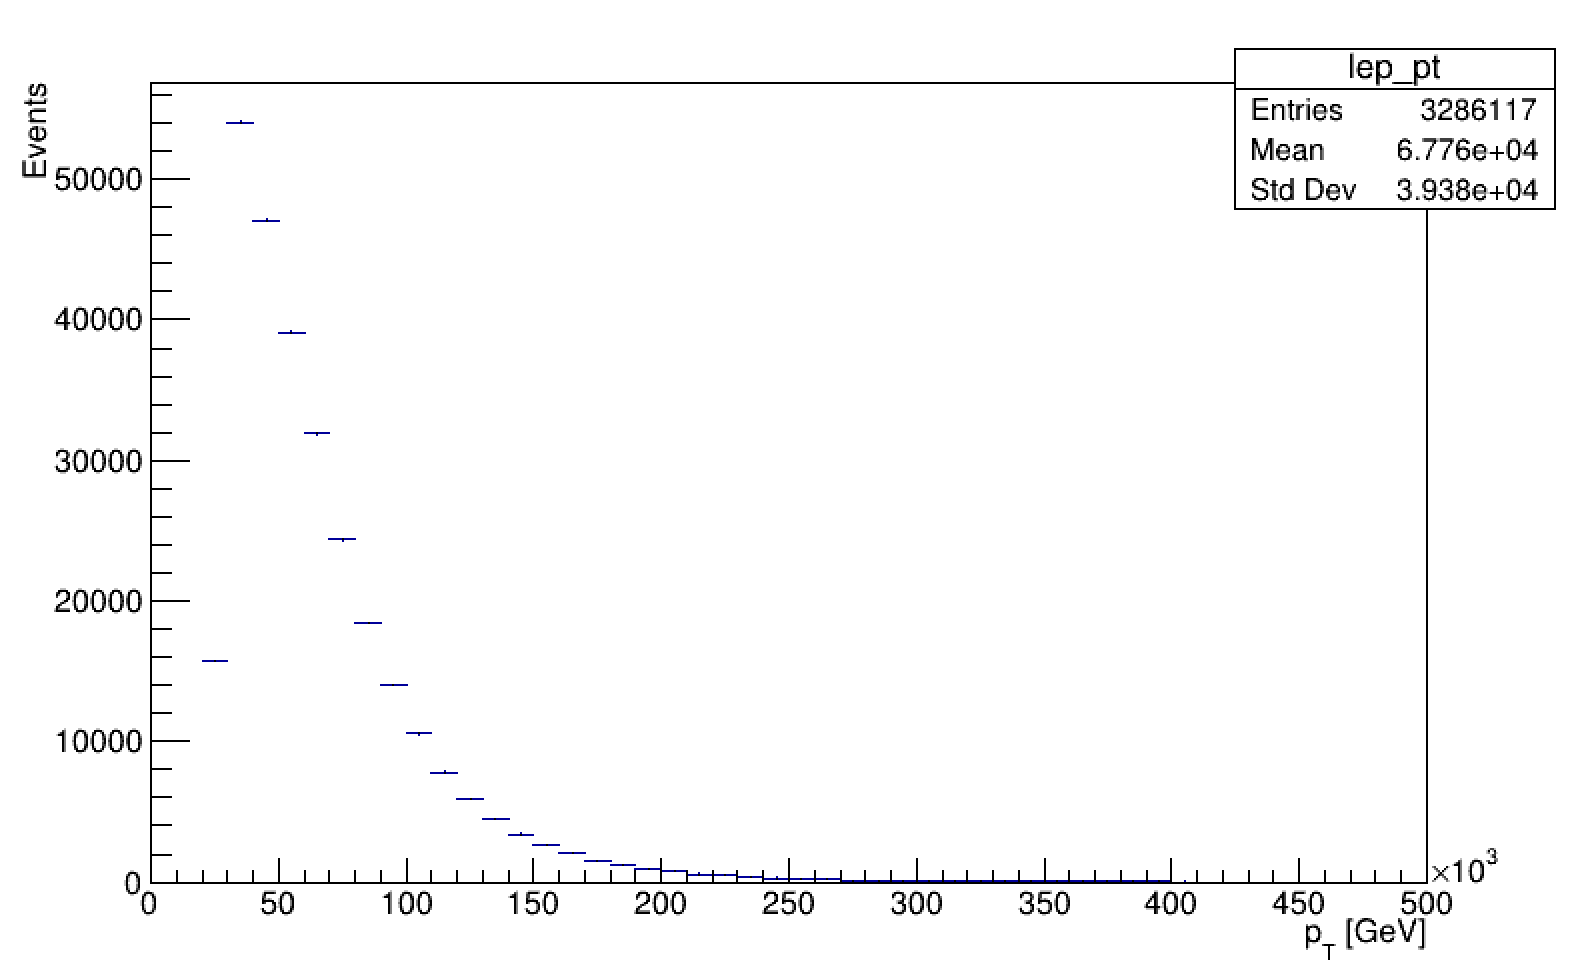 lep_pt
Entries 3286117
Mean 6.776e+04
Std Dev 3.938e+04
Events
50000
40000
30000
20000
10000
0
0 50 100 150 200 250 300 350 400 450 500
×10³
p_T [GeV]